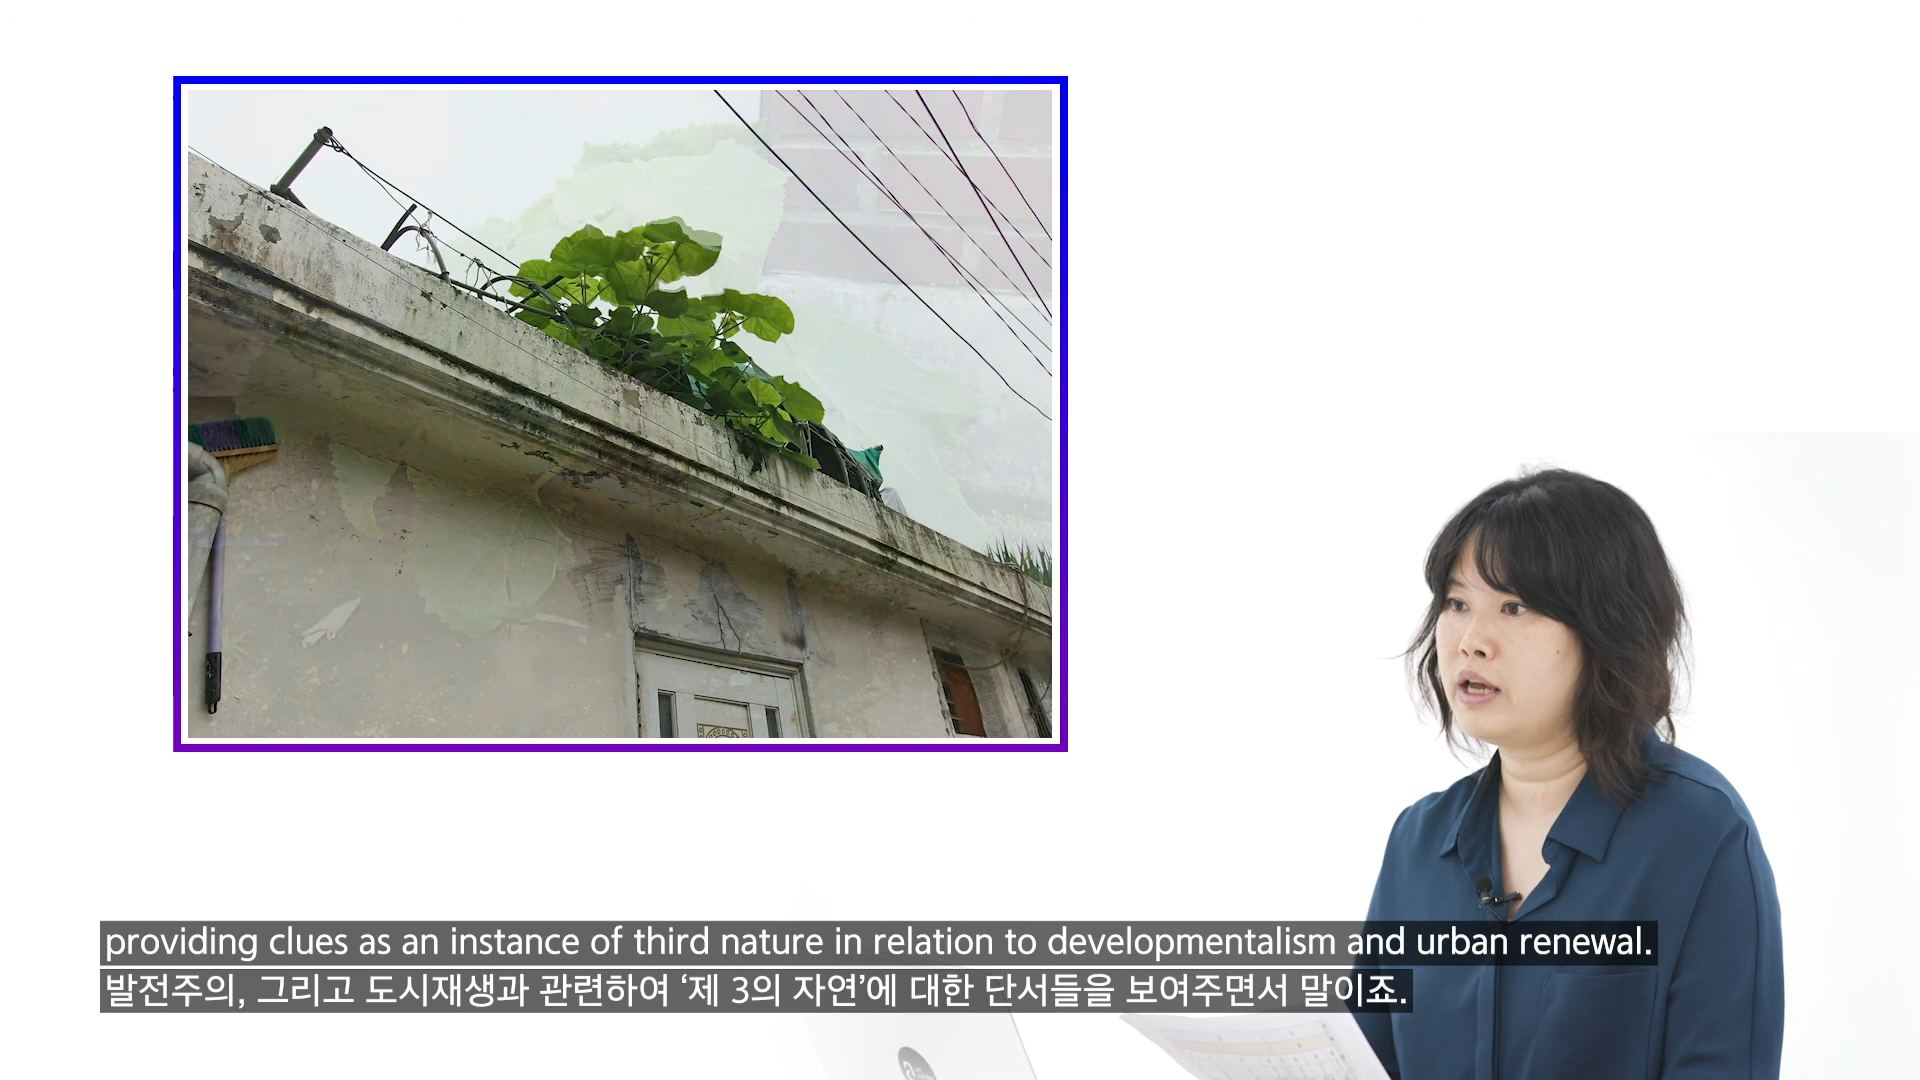 providing clues as an instance of third nature in relation to developmentalism and urban renewal.
발전주의, 그리고 도시재생과 관련하여 ‘제 3의 자연’에 대한 단서들을 보여주면서 말이죠.